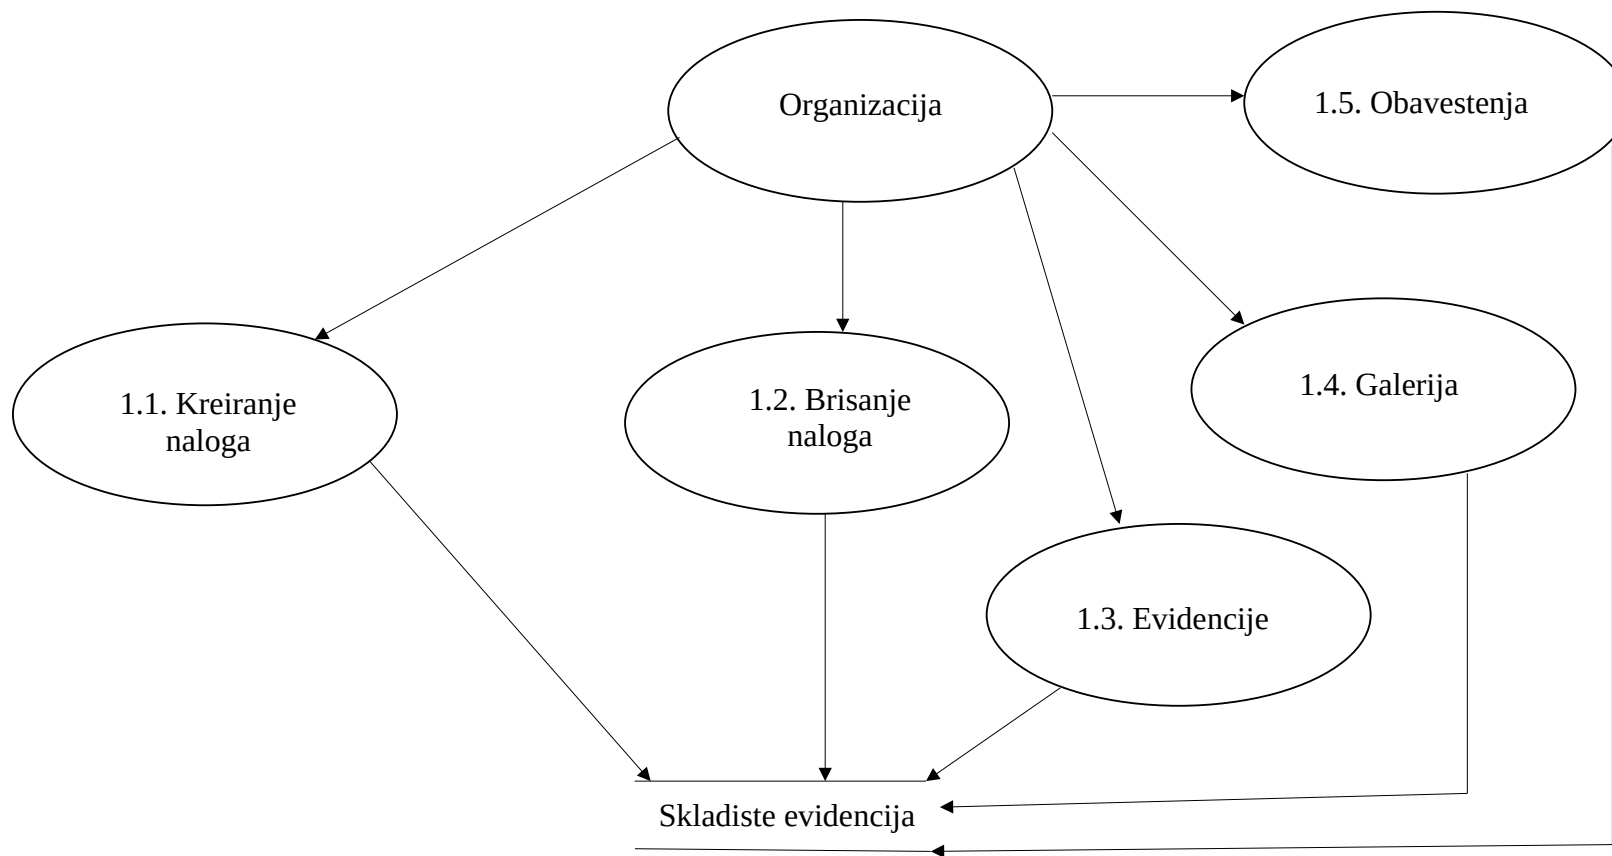 Organizacija
1.5. Obavestenja
1.1. Kreiranje
naloga
1.2. Brisanje
naloga
1.4. Galerija
1.3. Evidencije
Skladiste evidencija